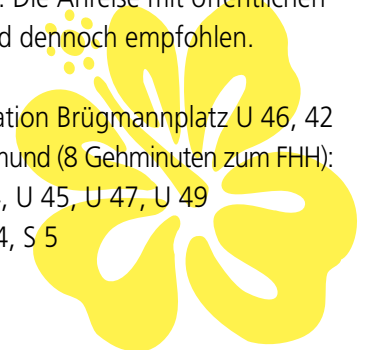 . Die Anreise mit öffentlichen
d dennoch empfohlen.
ation Brügmannplatz U 46, 42
mund (8 Gehminuten zum FHH):
, U 45, U 47, U 49
4, S 5